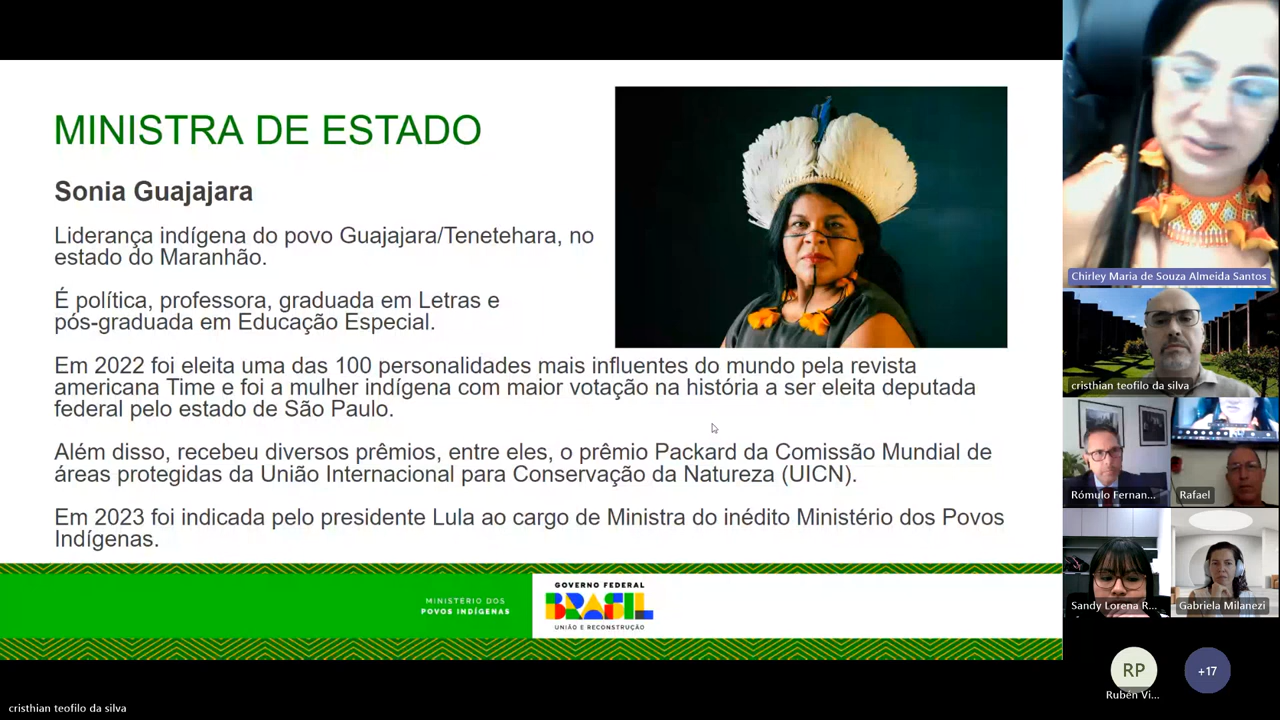 MINISTRA DE ESTADO
Sonia Guajajara
Liderança indígena do povo Guajajara/Tenetehara, no
estado do Maranhão.
É política, professora, graduada em Letras e
pós-graduada em Educação Especial.
Em 2022 foi eleita uma das 100 personalidades mais influentes do mundo pela revista
americana Time e foi a mulher indígena com maior votação na história a ser eleita deputada
federal pelo estado de São Paulo.
Além disso, recebeu diversos prêmios, entre eles, o prêmio Packard da Comissão Mundial de
áreas protegidas da União Internacional para Conservação da Natureza (UICN).
Em 2023 foi indicada pelo presidente Lula ao cargo de Ministra do inédito Ministério dos Povos
Indígenas.
MINISTÉRIO DOS
POVOS INDÍGENAS
GOVERNO FEDERAL
BRASIL
UNIÃO E RECONSTRUÇÃO
Chirley Maria de Souza Almeida Santos
cristhian teofilo da silva
Rómulo Fernan...
Rafael
Sandy Lorena R...
Gabriela Milanezi
RP
Rubén Vi...
+17
cristhian teofilo da silva